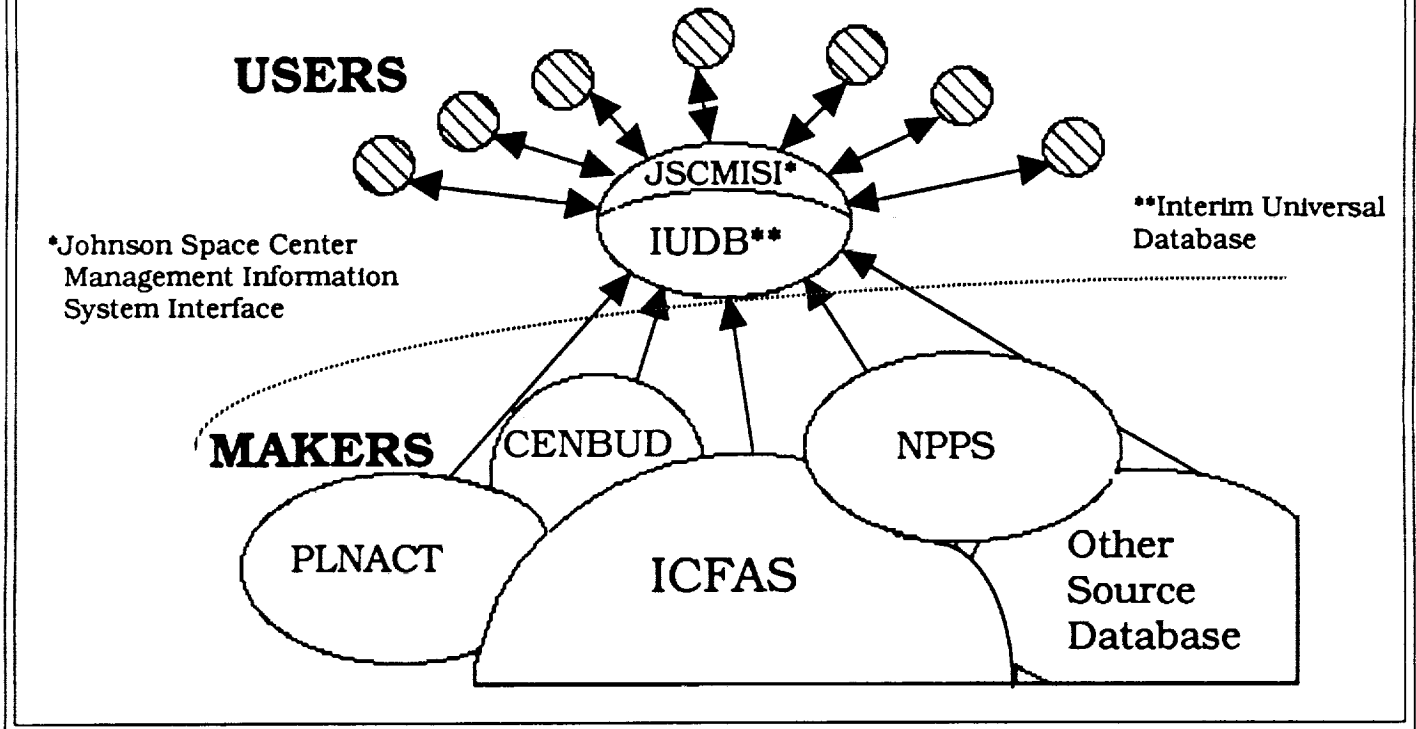 USERS
JSCMISI*
IUDB**
*Johnson Space Center
Management Information
System Interface
**Interim Universal
Database
MAKERS
CENBUD
NPPS
PLNACT
ICFAS
Other
Source
Database